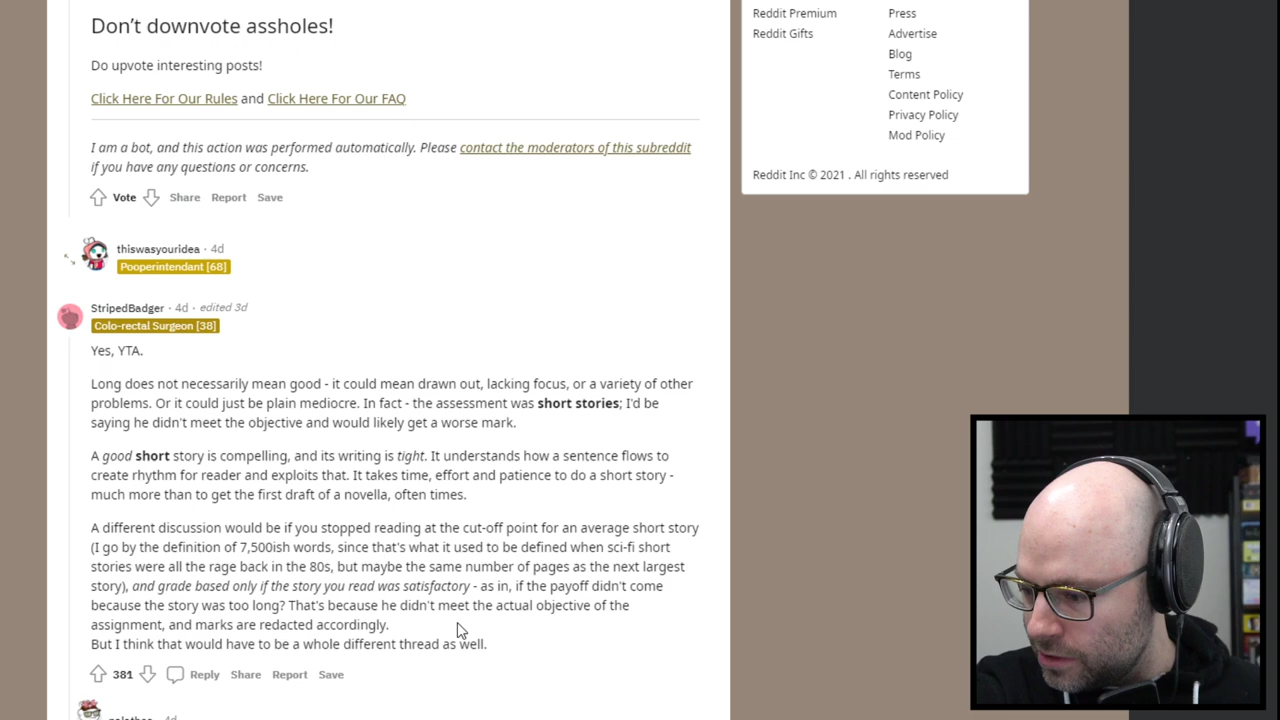 Don't downvote assholes!
Do upvote interesting posts!
Click Here For Our Rules and Click Here For Our FAQ
I am a bot, and this action was performed automatically. Please contact the moderators of this subreddit
if you have any questions or concerns.
Vote Share Report Save
thiswasyouridea · 4d
Pooperintendant [68]
StripedBadger · 4d · edited 3d
Colo-rectal Surgeon [38]
Yes, YTA.
Long does not necessarily mean good - it could mean drawn out, lacking focus, or a variety of other
problems. Or it could just be plain mediocre. In fact - the assessment was short stories; I'd be
saying he didn't meet the objective and would likely get a worse mark.
A good short story is compelling, and its writing is tight. It understands how a sentence flows to
create rhythm for reader and exploits that. It takes time, effort and patience to do a short story -
much more than to get the first draft of a novella, often times.
A different discussion would be if you stopped reading at the cut-off point for an average short story
(I go by the definition of 7,500ish words, since that's what it used to be defined when sci-fi short
stories were all the rage back in the 80s, but maybe the same number of pages as the next largest
story), and grade based only if the story you read was satisfactory - as in, if the payoff didn't come
because the story was too long? That's because he didn't meet the actual objective of the
assignment, and marks are redacted accordingly.
But I think that would have to be a whole different thread as well.
381 Reply Share Report Save
Reddit Premium
Reddit Gifts
Press
Advertise
Blog
Terms
Content Policy
Privacy Policy
Mod Policy
Reddit Inc © 2021 . All rights reserved